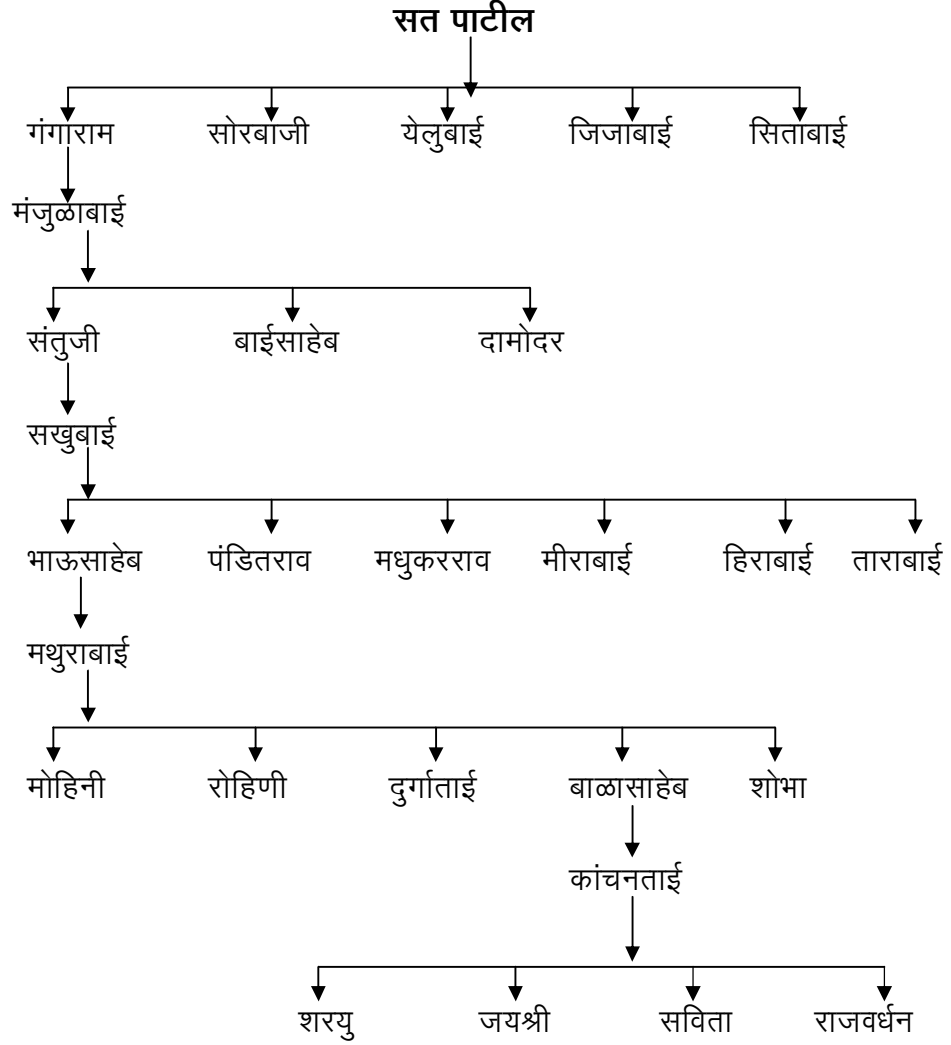 सत पाटील
गंगाराम सोरबाजी येलुबाई जिजाबाई सिताबाई
मंजुळाबाई
संतुजी बाईसाहेब दामोदर
सखुबाई
भाऊसाहेब पंडितराव मधुकरराव मीराबाई हिराबाई ताराबाई
मथुराबाई
मोहिनी रोहिणी दुर्गाताई बाळासाहेब शोभा
कांचनताई
शरयु जयश्री सविता राजवर्धन